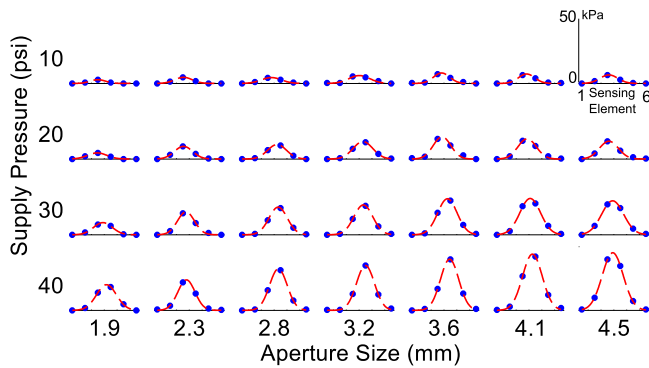 50 kPa
0
1 Sensing 6
Element
Supply Pressure (psi)
10
20
30
40
1.9 2.3 2.8 3.2 3.6 4.1 4.5
Aperture Size (mm)